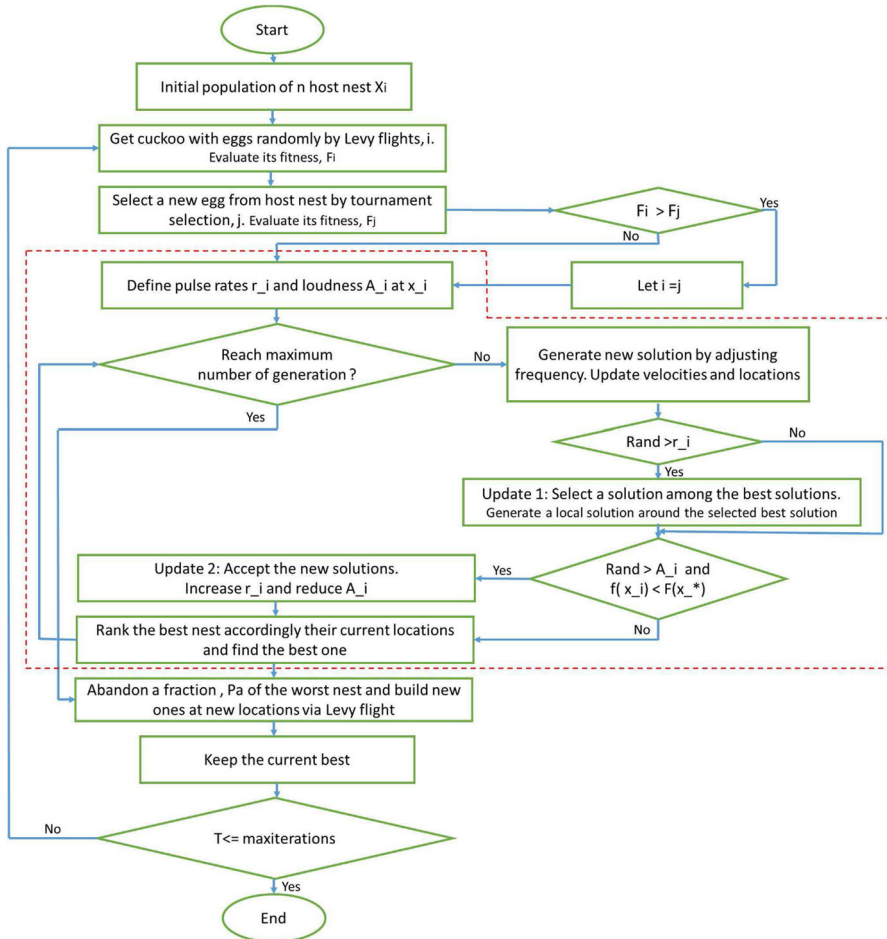 Start
Initial population of n host nest Xi
Get cuckoo with eggs randomly by Levy flights, i.
Evaluate its fitness, Fi
Select a new egg from host nest by tournament
selection, j. Evaluate its fitness, Fj
Fi > Fj
Yes
No
Define pulse rates r_i and loudness A_i at x_i
Let i =j
Reach maximum
number of generation ?
No
Yes
Generate new solution by adjusting
frequency. Update velocities and locations
Rand >r_i
No
Yes
Update 1: Select a solution among the best solutions.
Generate a local solution around the selected best solution
Rand > A_i and
f( x_i) < F(x_*)
Yes
No
Update 2: Accept the new solutions.
Increase r_i and reduce A_i
Rank the best nest accordingly their current locations
and find the best one
Abandon a fraction , Pa of the worst nest and build new
ones at new locations via Levy flight
Keep the current best
T<= maxiterations
No
Yes
End